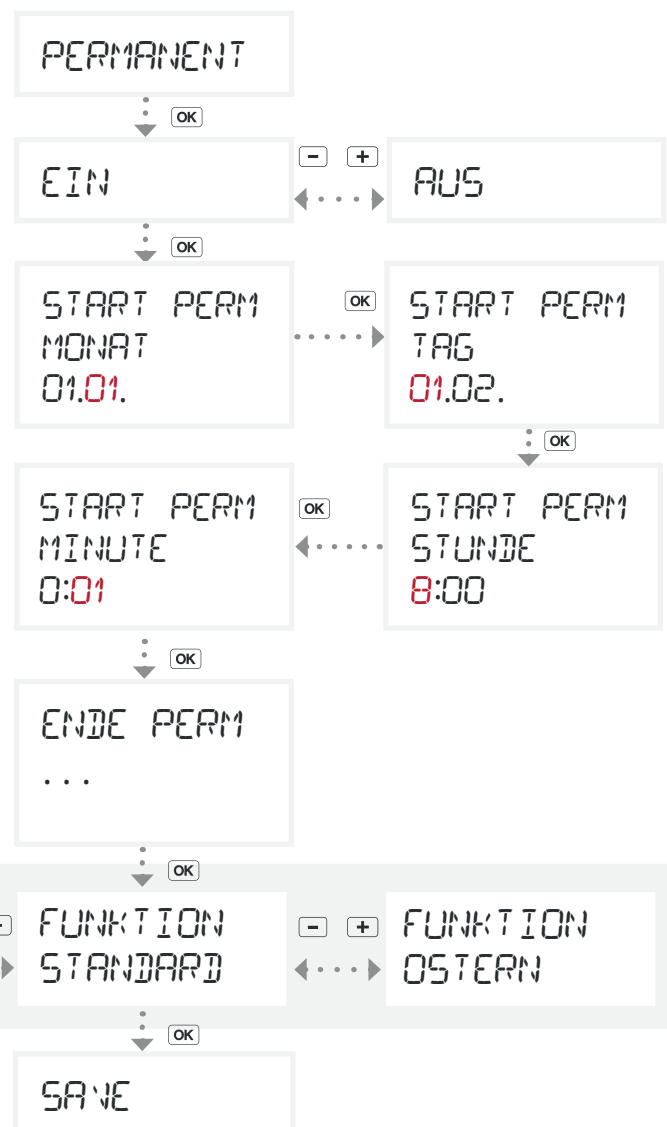 PERMANENT
OK
EIN
- +
AUS
OK
START PERM
MONAT
01.01.
OK
START PERM
TAG
01.02.
OK
START PERM
MINUTE
0:01
OK
START PERM
STUNDE
8:00
OK
ENDE PERM
...
OK
FUNKTION
STANDARD
- +
FUNKTION
OSTERN
OK
SAVE